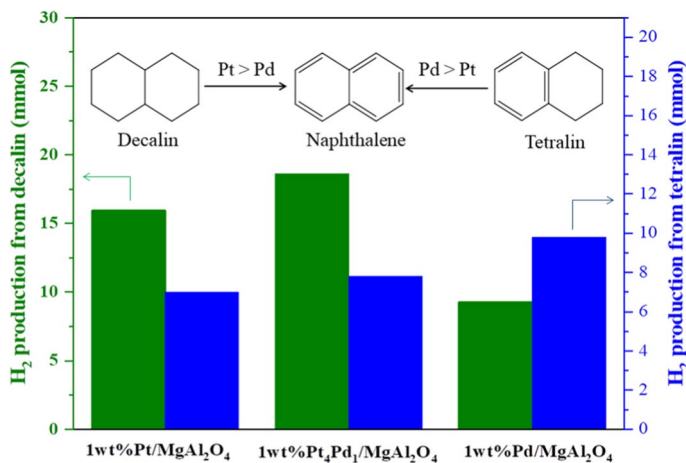 H₂ production from decalin (mmol)
30
25
20
15
10
5
0
Pt > Pd
Pd > Pt
Decalin
Naphthalene
Tetralin
1wt%Pt/MgAl₂O₄
1wt%Pt₄Pd₁/MgAl₂O₄
1wt%Pd/MgAl₂O₄
20
18
16
14
12
10
8
6
4
2
0
H₂ production from tetralin (mmol)